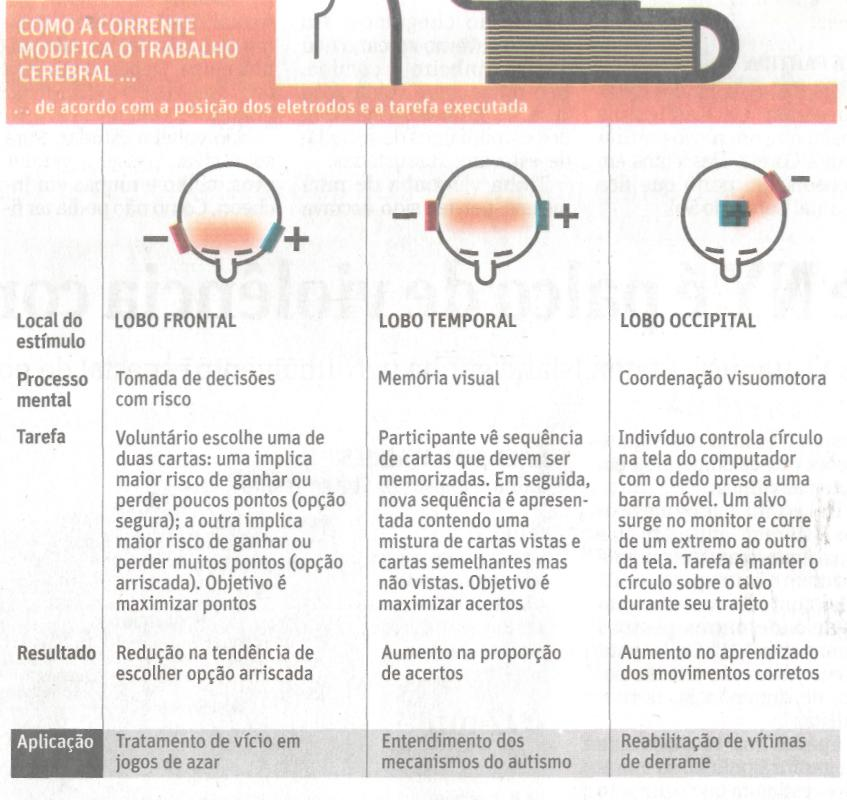 COMO A CORRENTE
MODIFICA O TRABALHO
CEREBRAL ...
... de acordo com a posição dos eletrodos e a tarefa executada
− + − + − +
Local do
estímulo
LOBO FRONTAL
LOBO TEMPORAL
LOBO OCCIPITAL
Processo
mental
Tomada de decisões
com risco
Memória visual
Coordenação visuomotora
Tarefa
Voluntário escolhe uma de
duas cartas: uma implica
maior risco de ganhar ou
perder poucos pontos (opção
segura); a outra implica
maior risco de ganhar ou
perder muitos pontos (opção
arriscada). Objetivo é
maximizar pontos
Participante vê sequência
de cartas que devem ser
memorizadas. Em seguida,
nova sequência é apresen-
tada contendo uma
mistura de cartas vistas e
cartas semelhantes mas
não vistas. Objetivo é
maximizar acertos
Indivíduo controla círculo
na tela do computador
com o dedo preso a uma
barra móvel. Um alvo
surge no monitor e corre
de um extremo ao outro
da tela. Tarefa é manter o
círculo sobre o alvo
durante seu trajeto
Resultado
Redução na tendência de
escolher opção arriscada
Aumento na proporção
de acertos
Aumento no aprendizado
dos movimentos corretos
Aplicação
Tratamento de vício em
jogos de azar
Entendimento dos
mecanismos do autismo
Reabilitação de vítimas
de derrame